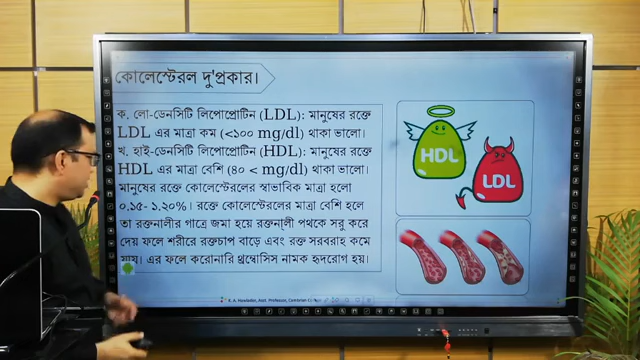 কোলেস্টেরল দু'প্রকার।
ক. লো-ডেনসিটি লিপোপ্রোটিন (LDL): মানুষের রক্তে
LDL এর মাত্রা কম (<১০০ mg/dl) থাকা ভালো।
খ. হাই-ডেনসিটি লিপোপ্রোটিন (HDL): মানুষের রক্তে
HDL এর মাত্রা বেশি (৪০ < mg/dl) থাকা ভালো।
মানুষের রক্তে কোলেস্টেরলের স্বাভাবিক মাত্রা হলো
০.১৫- ১.২০%। রক্তে কোলেস্টেরলের মাত্রা বেশি হলে
তা রক্তনালীর গাত্রে জমা হয়ে রক্তনালী পথকে সরু করে
দেয় ফলে শরীরে রক্তচাপ বাড়ে এবং রক্ত সরবরাহ কমে
যায়। এর ফলে করোনারি থ্রম্বোসিস নামক হৃদরোগ হয়।
HDL
LDL
Asst. Professor,